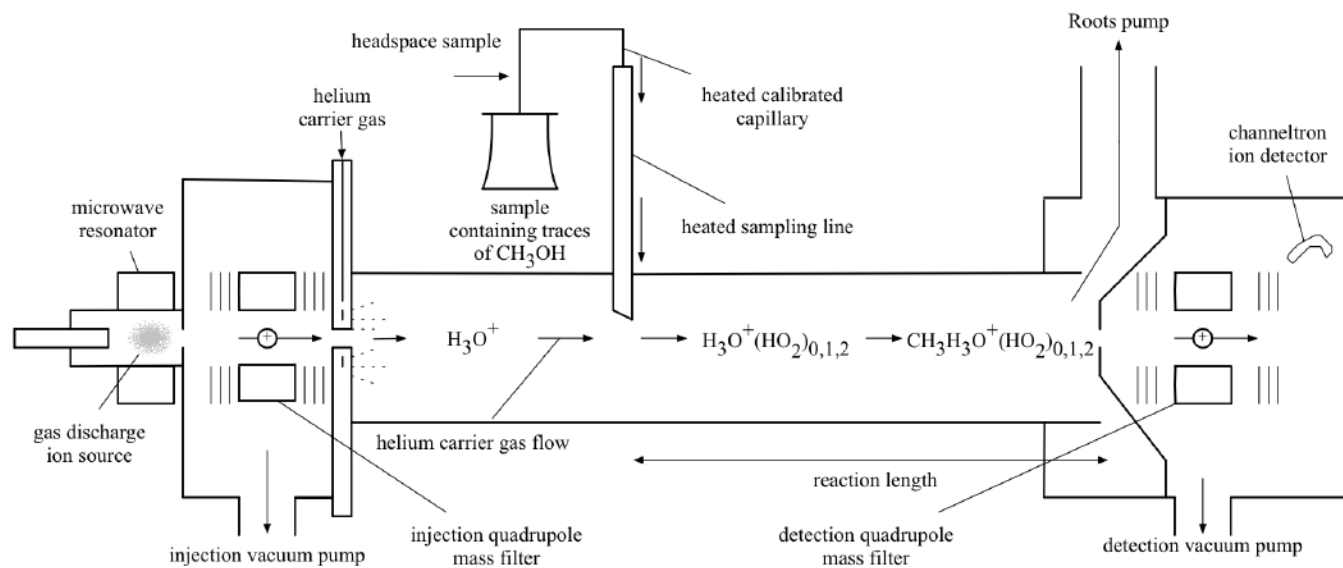 Roots pump
headspace sample
helium
carrier gas
heated calibrated
capillary
channeltron
ion detector
microwave
resonator
sample
containing traces
of CH3OH
heated sampling line
+
H3O+
H3O+(HO2)0,1,2
CH3H3O+(HO2)0,1,2
+
gas discharge
ion source
helium carrier gas flow
reaction length
injection vacuum pump
injection quadrupole
mass filter
detection quadrupole
mass filter
detection vacuum pump